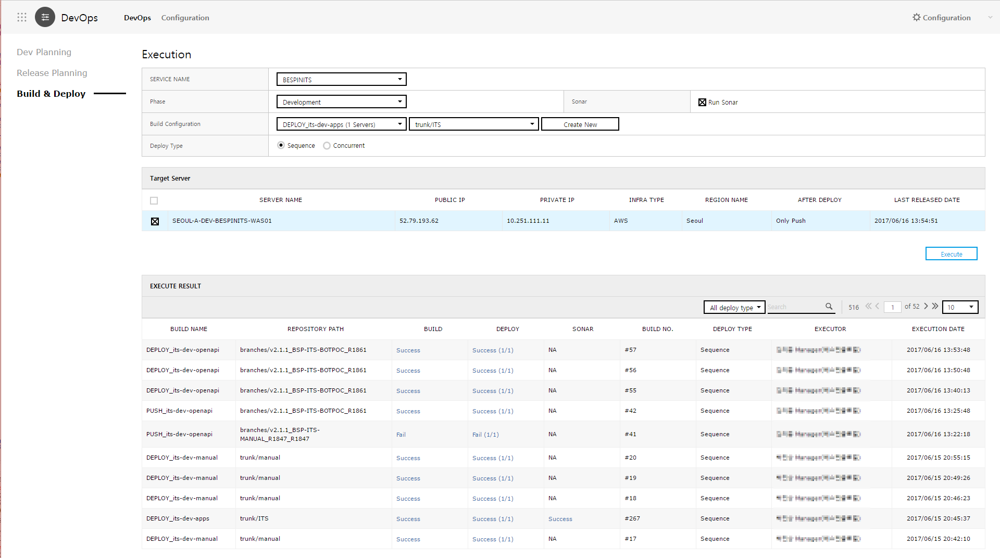 DevOps DevOps Configuration Configuration
Dev Planning
Release Planning
Build & Deploy
Execution
SERVICE NAME BESPINITS
Phase Development Sonar Run Sonar
Build Configuration DEPLOY_its-dev-apps (1 Servers) trunk/ITS Create New
Deploy Type Sequence Concurrent
Target Server
SERVER NAME PUBLIC IP PRIVATE IP INFRA TYPE REGION NAME AFTER DEPLOY LAST RELEASED DATE
SEOUL-A-DEV-BESPINITS-WAS01 52.79.193.62 10.251.111.11 AWS Seoul Only Push 2017/06/16 13:54:51
Execute
EXECUTE RESULT
All deploy type Search 516 1 of 52 10
BUILD NAME REPOSITORY PATH BUILD DEPLOY SONAR BUILD NO. DEPLOY TYPE EXECUTOR EXECUTION DATE
DEPLOY_its-dev-openapi branches/v2.1.1_BSP-ITS-BOTPOC_R1861 Success Success (1/1) NA #57 Sequence Manager 2017/06/16 13:53:48
DEPLOY_its-dev-openapi branches/v2.1.1_BSP-ITS-BOTPOC_R1861 Success Success (1/1) NA #56 Sequence Manager 2017/06/16 13:50:48
DEPLOY_its-dev-openapi branches/v2.1.1_BSP-ITS-BOTPOC_R1861 Success Success (1/1) NA #55 Sequence Manager 2017/06/16 13:40:13
PUSH_its-dev-openapi branches/v2.1.1_BSP-ITS-BOTPOC_R1861 Success Success (1/1) NA #42 Sequence Manager 2017/06/16 13:25:48
PUSH_its-dev-openapi branches/v2.1.1_BSP-ITS-
MANUAL_R1847_R1847 Fail Fail (1/1) NA #41 Sequence Manager 2017/06/16 13:22:18
DEPLOY_its-dev-manual trunk/manual Success Success (1/1) NA #20 Sequence Manager 2017/06/15 20:55:15
DEPLOY_its-dev-manual trunk/manual Success Success (1/1) NA #19 Sequence Manager 2017/06/15 20:49:26
DEPLOY_its-dev-manual trunk/manual Success Success (1/1) NA #18 Sequence Manager 2017/06/15 20:46:23
DEPLOY_its-dev-apps trunk/ITS Success Success (1/1) Success #267 Sequence Manager 2017/06/15 20:45:37
DEPLOY_its-dev-manual trunk/manual Success Success (1/1) NA #17 Sequence Manager 2017/06/15 20:42:10